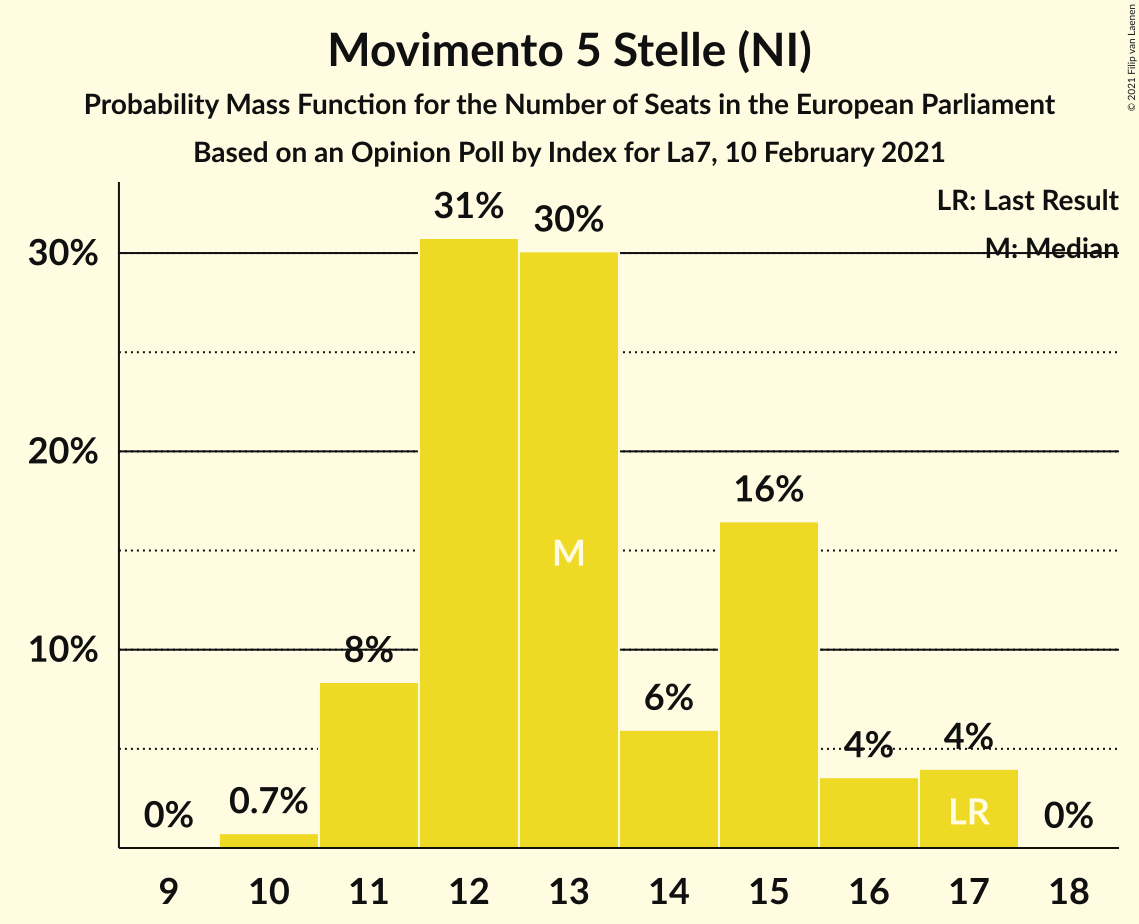 Movimento 5 Stelle (NI)
Probability Mass Function for the Number of Seats in the European Parliament
Based on an Opinion Poll by Index for La7, 10 February 2021
© 2021 Filip van Laenen
LR: Last Result
M: Median
30%
20%
10%
0%
0.7%
8%
31%
30%
M
6%
16%
4%
4%
LR
0%
9 10 11 12 13 14 15 16 17 18